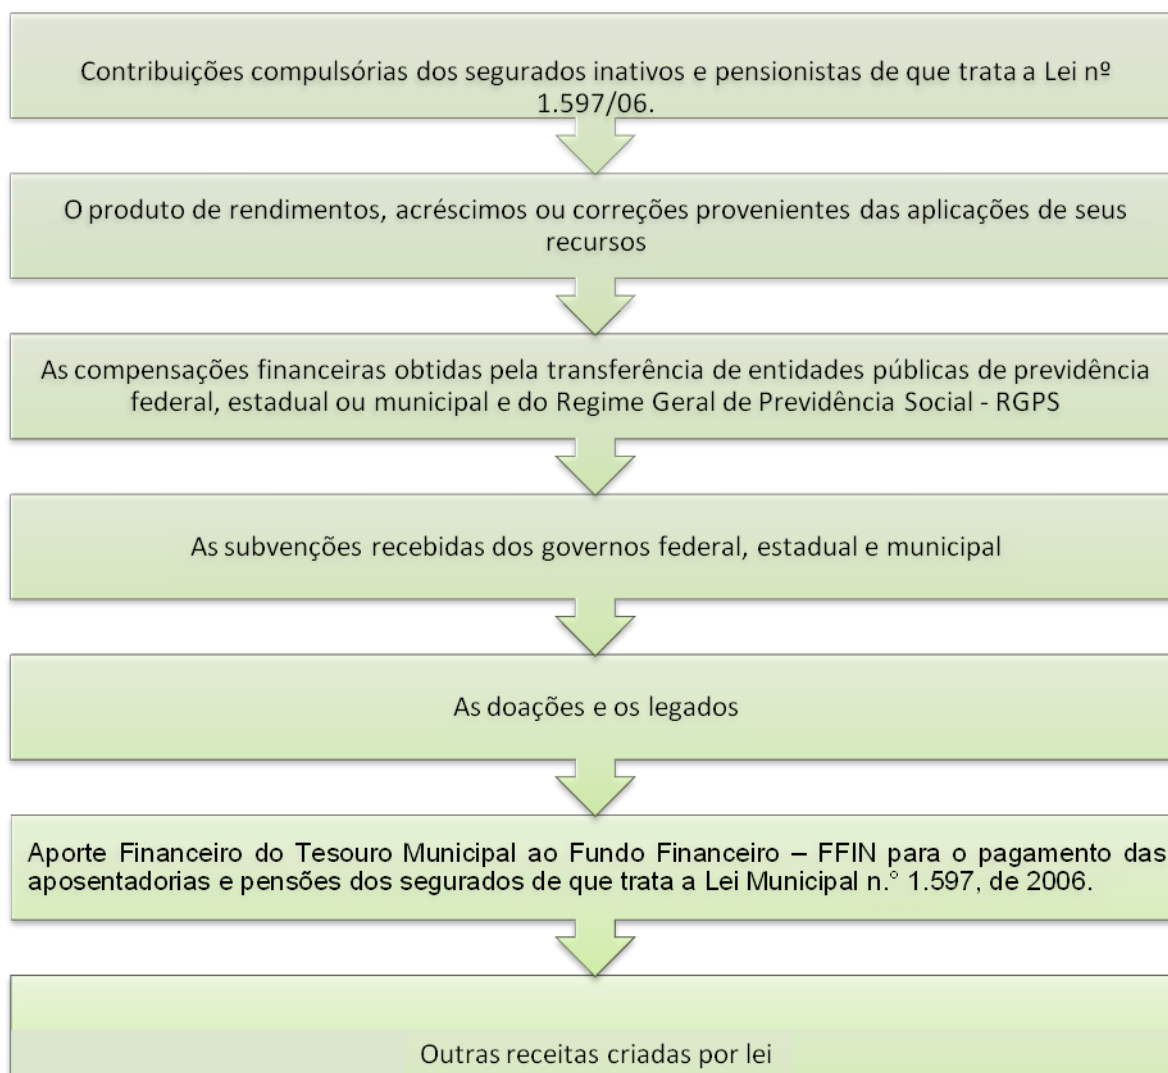 Contribuições compulsórias dos segurados inativos e pensionistas de que trata a Lei nº
1.597/06.
O produto de rendimentos, acréscimos ou correções provenientes das aplicações de seus
recursos
As compensações financeiras obtidas pela transferência de entidades públicas de previdência
federal, estadual ou municipal e do Regime Geral de Previdência Social - RGPS
As subvenções recebidas dos governos federal, estadual e municipal
As doações e os legados
Aporte Financeiro do Tesouro Municipal ao Fundo Financeiro – FFIN para o pagamento das
aposentadorias e pensões dos segurados de que trata a Lei Municipal n.° 1.597, de 2006.
Outras receitas criadas por lei